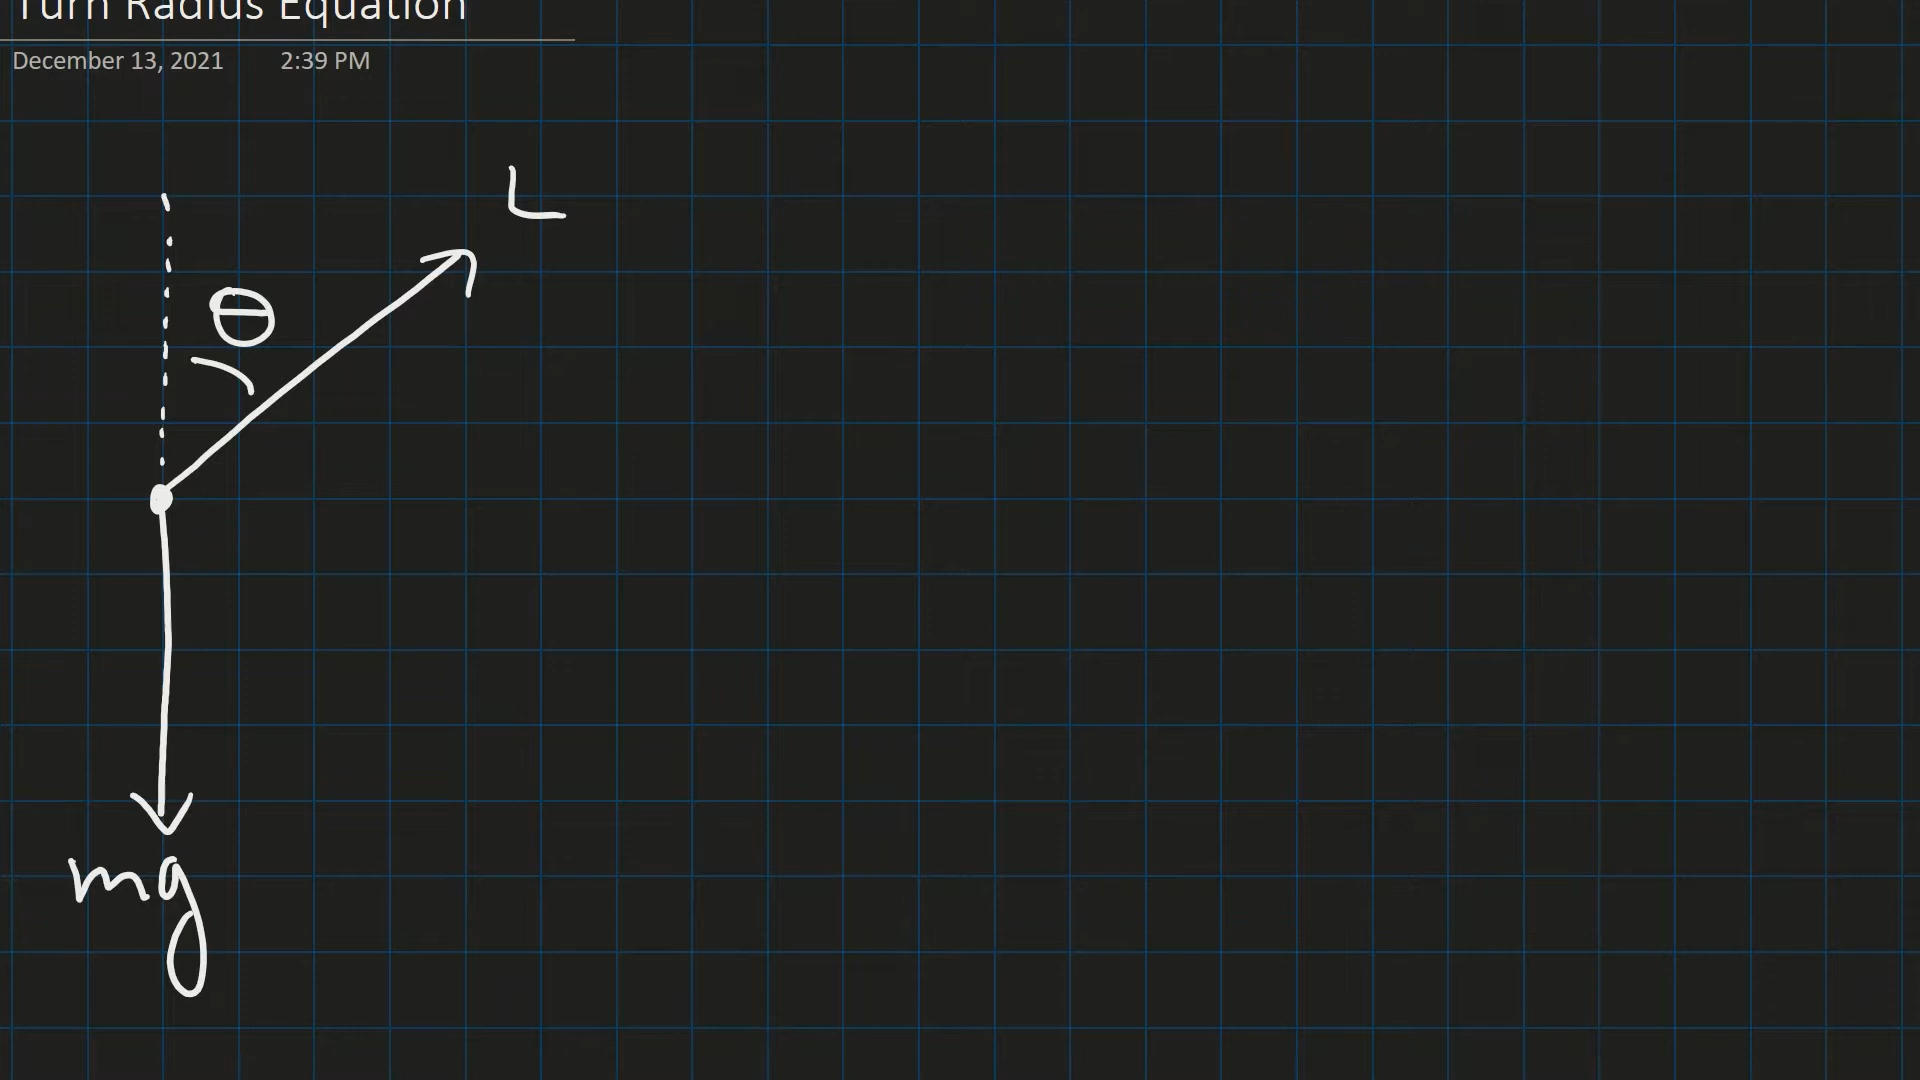 Turn Radius Equation
December 13, 2021 2:39 PM
L
θ
mg